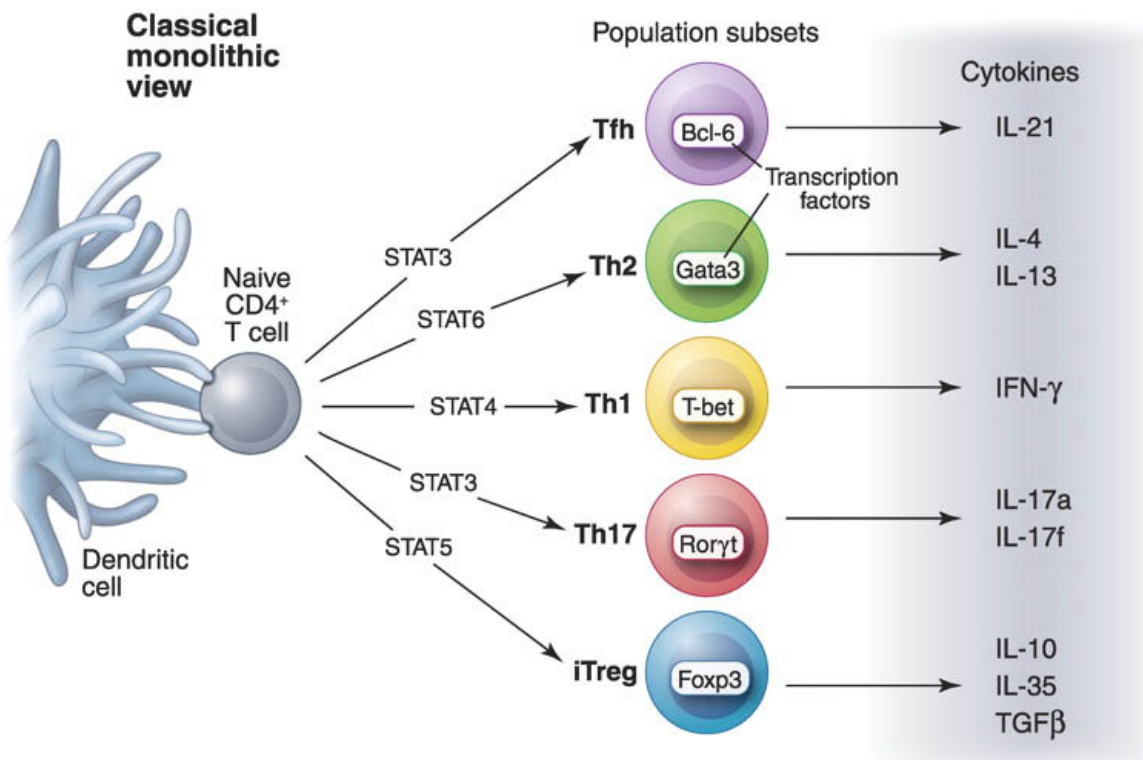 Classical
monolithic
view
Population subsets
Cytokines
Tfh
Bcl-6
IL-21
Transcription
factors
STAT3
Th2
Gata3
IL-4
IL-13
Naive
CD4⁺
T cell
STAT6
STAT4
Th1
T-bet
IFN-γ
STAT3
Th17
Rorγt
IL-17a
IL-17f
STAT5
Dendritic
cell
iTreg
Foxp3
IL-10
IL-35
TGFβ